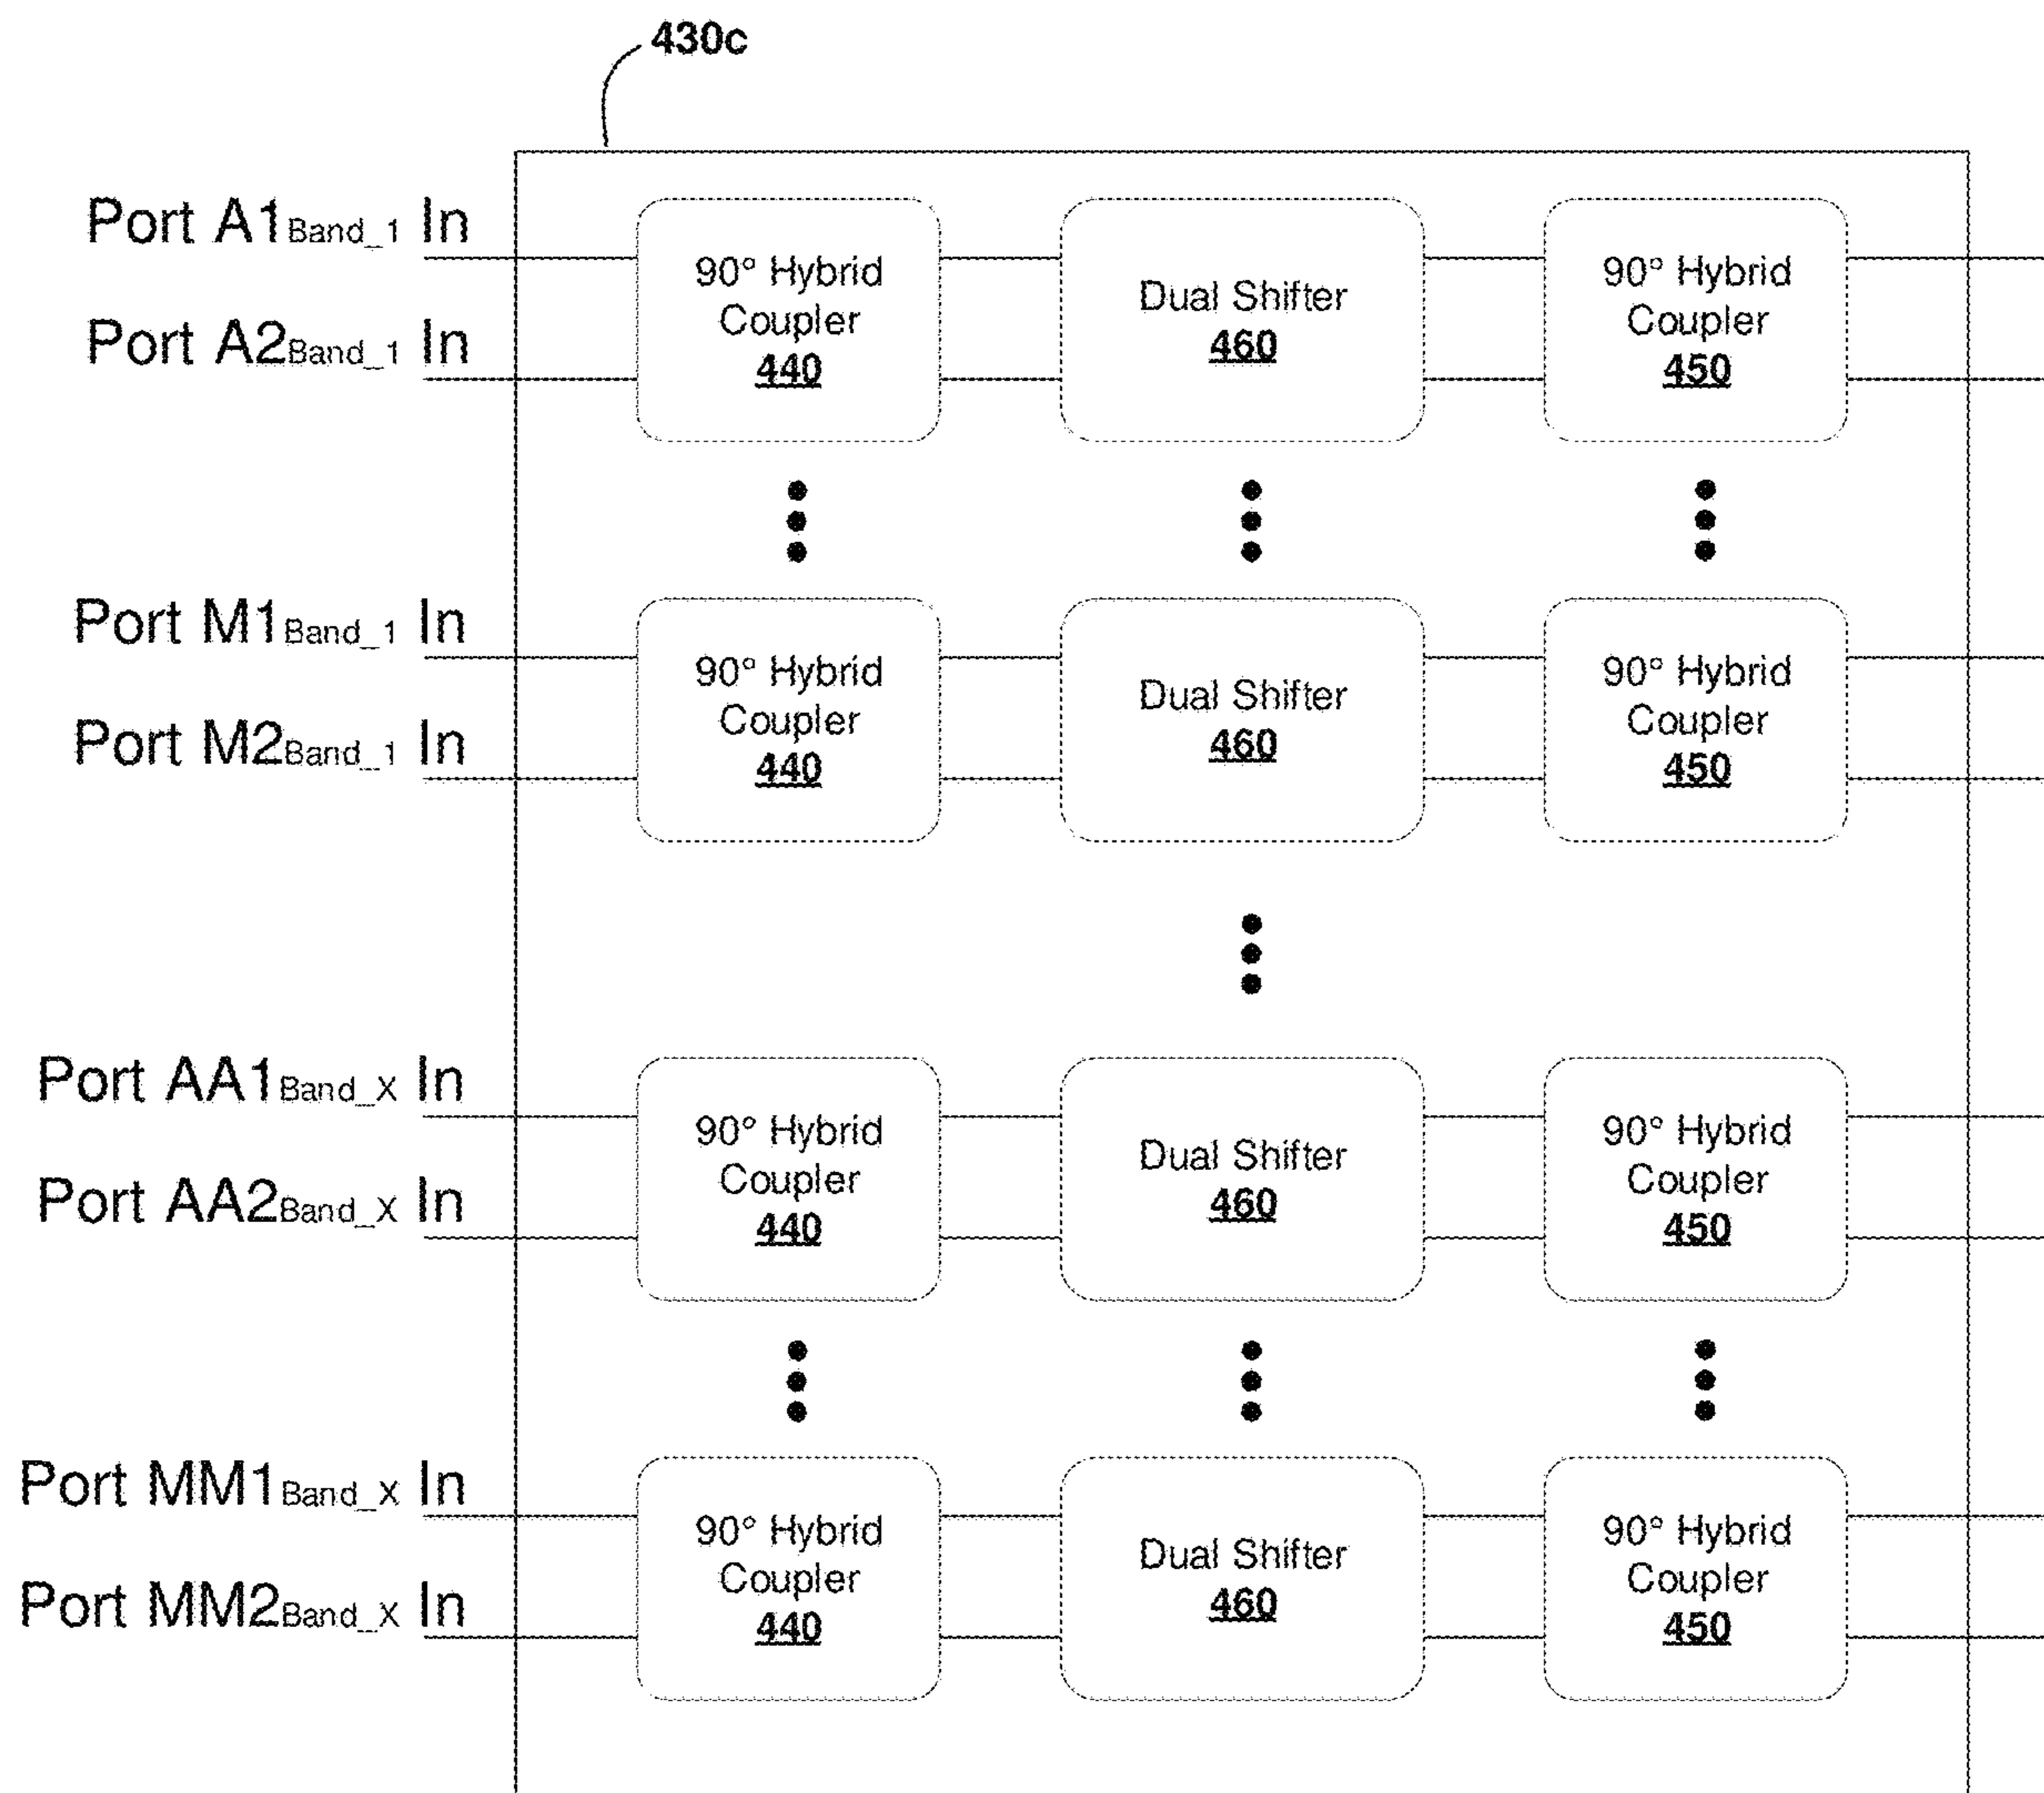 430c
Port A1Band_1 In
Port A2Band_1 In
90° Hybrid
Coupler
440
Dual Shifter
460
90° Hybrid
Coupler
450
Port M1Band_1 In
Port M2Band_1 In
90° Hybrid
Coupler
440
Dual Shifter
460
90° Hybrid
Coupler
450
Port AA1Band_X In
Port AA2Band_X In
90° Hybrid
Coupler
440
Dual Shifter
460
90° Hybrid
Coupler
450
Port MM1Band_X In
Port MM2Band_X In
90° Hybrid
Coupler
440
Dual Shifter
460
90° Hybrid
Coupler
450